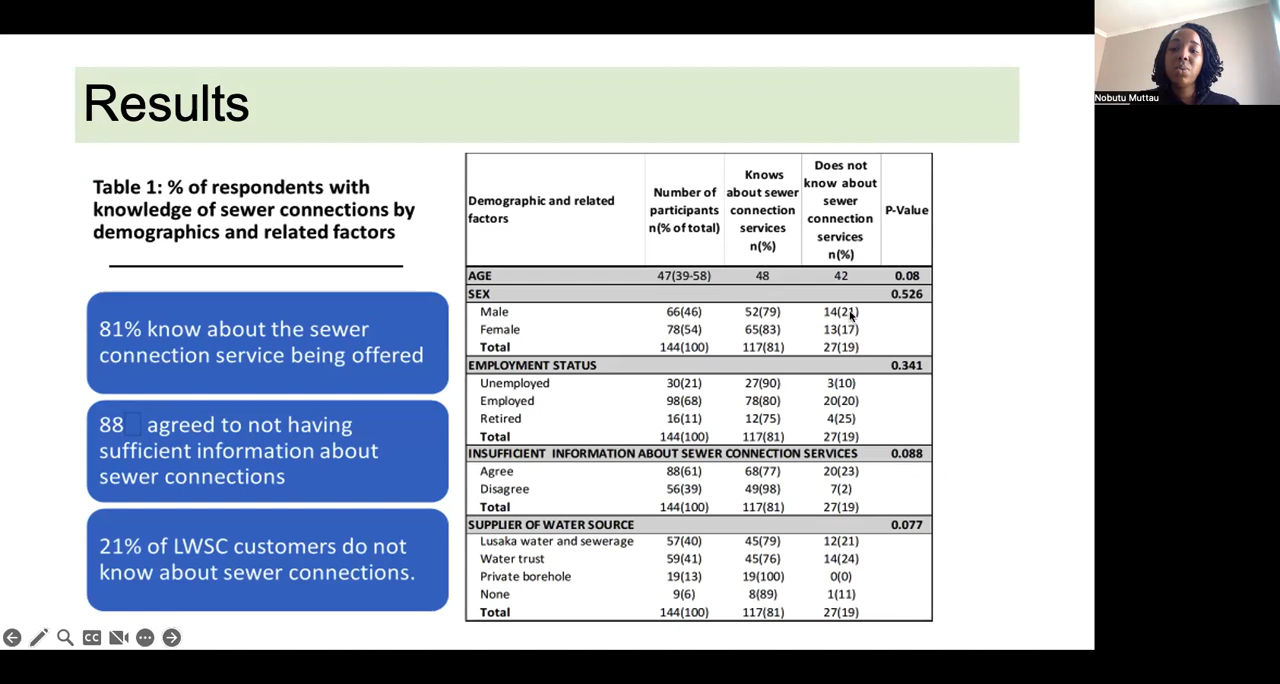 Results
Table 1: % of respondents with
knowledge of sewer connections by
demographics and related factors
81% know about the sewer
connection service being offered
88 agreed to not having
sufficient information about
sewer connections
21% of LWSC customers do not
know about sewer connections.
Demographic and related factors Number of participants n(% of total) Knows about sewer connection services n(%) Does not know about sewer connection services n(%) P-Value
AGE 47(39-58) 48 42 0.08
SEX 0.526
Male 66(46) 52(79) 14(21)
Female 78(54) 65(83) 13(17)
Total 144(100) 117(81) 27(19)
EMPLOYMENT STATUS 0.341
Unemployed 30(21) 27(90) 3(10)
Employed 98(68) 78(80) 20(20)
Retired 16(11) 12(75) 4(25)
Total 144(100) 117(81) 27(19)
INSUFFICIENT INFORMATION ABOUT SEWER CONNECTION SERVICES 0.088
Agree 88(61) 68(77) 20(23)
Disagree 56(39) 49(98) 7(2)
Total 144(100) 117(81) 27(19)
SUPPLIER OF WATER SOURCE 0.077
Lusaka water and sewerage 57(40) 45(79) 12(21)
Water trust 59(41) 45(76) 14(24)
Private borehole 19(13) 19(100) 0(0)
None 9(6) 8(89) 1(11)
Total 144(100) 117(81) 27(19)
Nobutu Muttau
CC